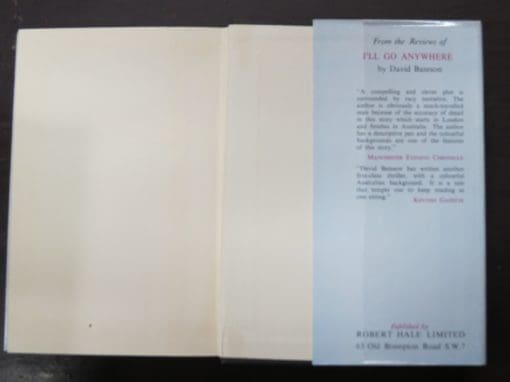 From the Reviews of
I'LL GO ANYWHERE
by David Bannon
"A compelling and clever plot is
surrounded by racy narrative. The
author is obviously a much-travelled
man because of the accuracy of detail
in this story which starts in London
and finishes in Australia. The author
has a descriptive pen and the colourful
backgrounds are one of the features
of this story."
MANCHESTER EVENING CHRONICLE
"David Bannon has written another
first-class thriller, with a colourful
Australian background. It is a tale
that tempts one to keep reading at
one sitting."
KENTISH GAZETTE
Published by
ROBERT HALE LIMITED
63 Old Brompton Road S.W.7